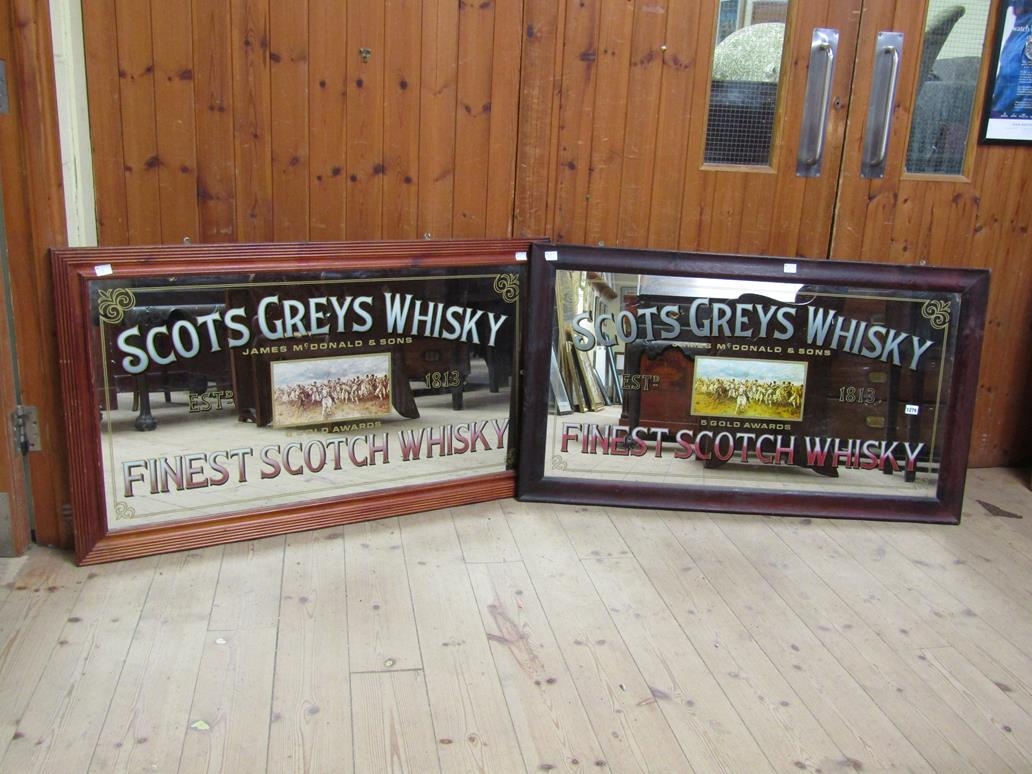 SCOTS GREYS WHISKY
JAMES McDONALD & SONS
ESTD 1813.
5 GOLD AWARDS
FINEST SCOTCH WHISKY
SCOTS GREYS WHISKY
JAMES McDONALD & SONS
ESTD 1813.
5 GOLD AWARDS
FINEST SCOTCH WHISKY
1276